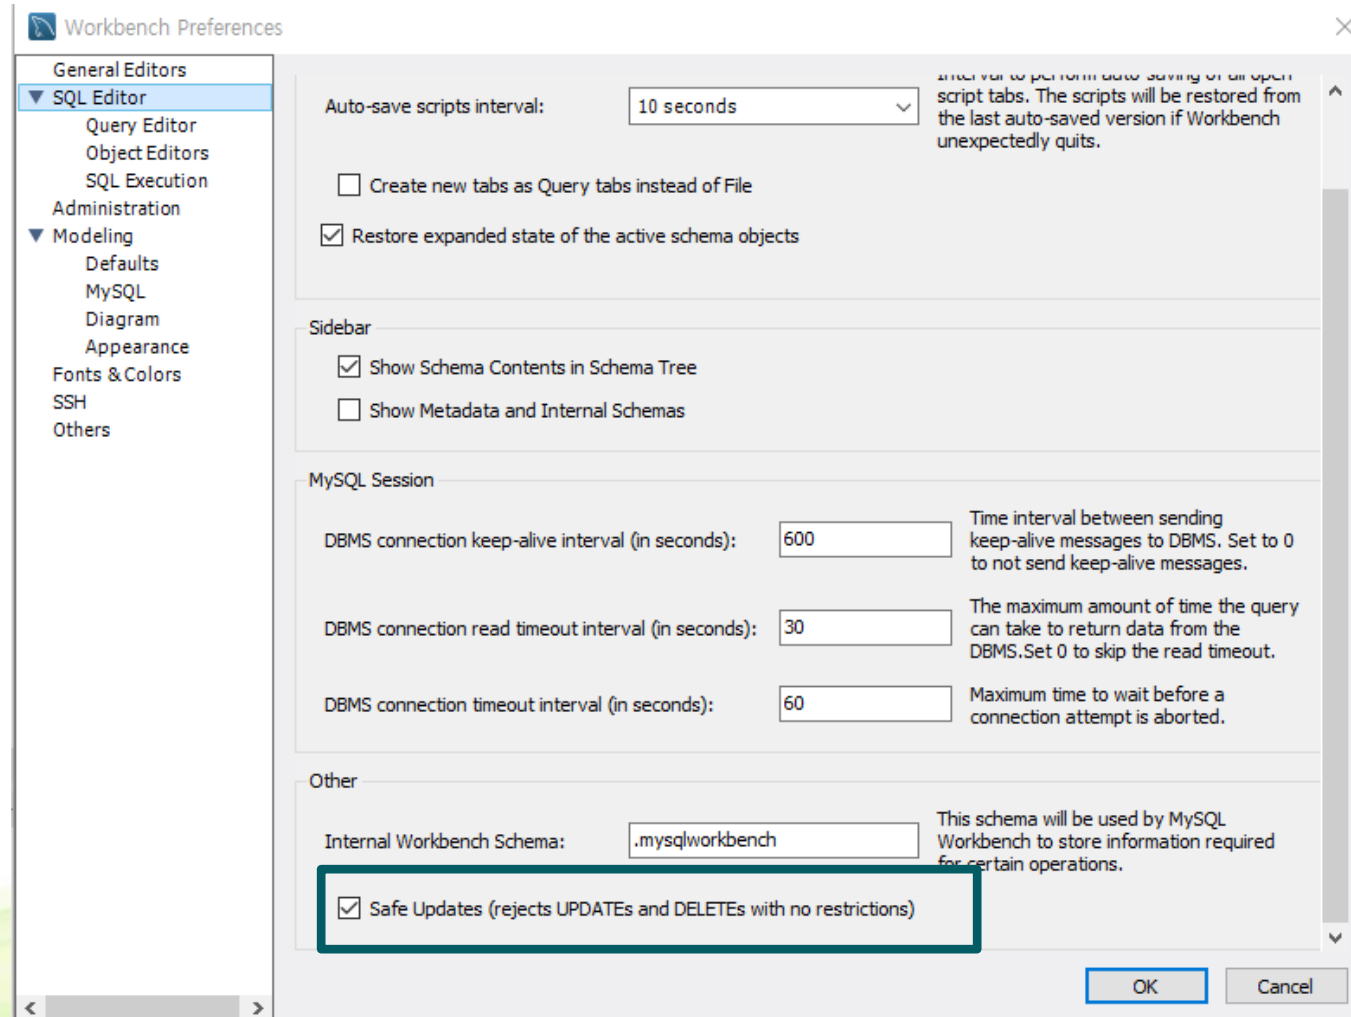 Workbench Preferences
General Editors
SQL Editor
Query Editor
Object Editors
SQL Execution
Administration
Modeling
Defaults
MySQL
Diagram
Appearance
Fonts & Colors
SSH
Others
Auto-save scripts interval:
10 seconds
Interval to perform auto-saving of all open
script tabs. The scripts will be restored from
the last auto-saved version if Workbench
unexpectedly quits.
Create new tabs as Query tabs instead of File
Restore expanded state of the active schema objects
Sidebar
Show Schema Contents in Schema Tree
Show Metadata and Internal Schemas
MySQL Session
DBMS connection keep-alive interval (in seconds):
600
Time interval between sending
keep-alive messages to DBMS. Set to 0
to not send keep-alive messages.
DBMS connection read timeout interval (in seconds):
30
The maximum amount of time the query
can take to return data from the
DBMS.Set 0 to skip the read timeout.
DBMS connection timeout interval (in seconds):
60
Maximum time to wait before a
connection attempt is aborted.
Other
Internal Workbench Schema:
.mysqlworkbench
This schema will be used by MySQL
Workbench to store information required
for certain operations.
Safe Updates (rejects UPDATEs and DELETEs with no restrictions)
OK
Cancel